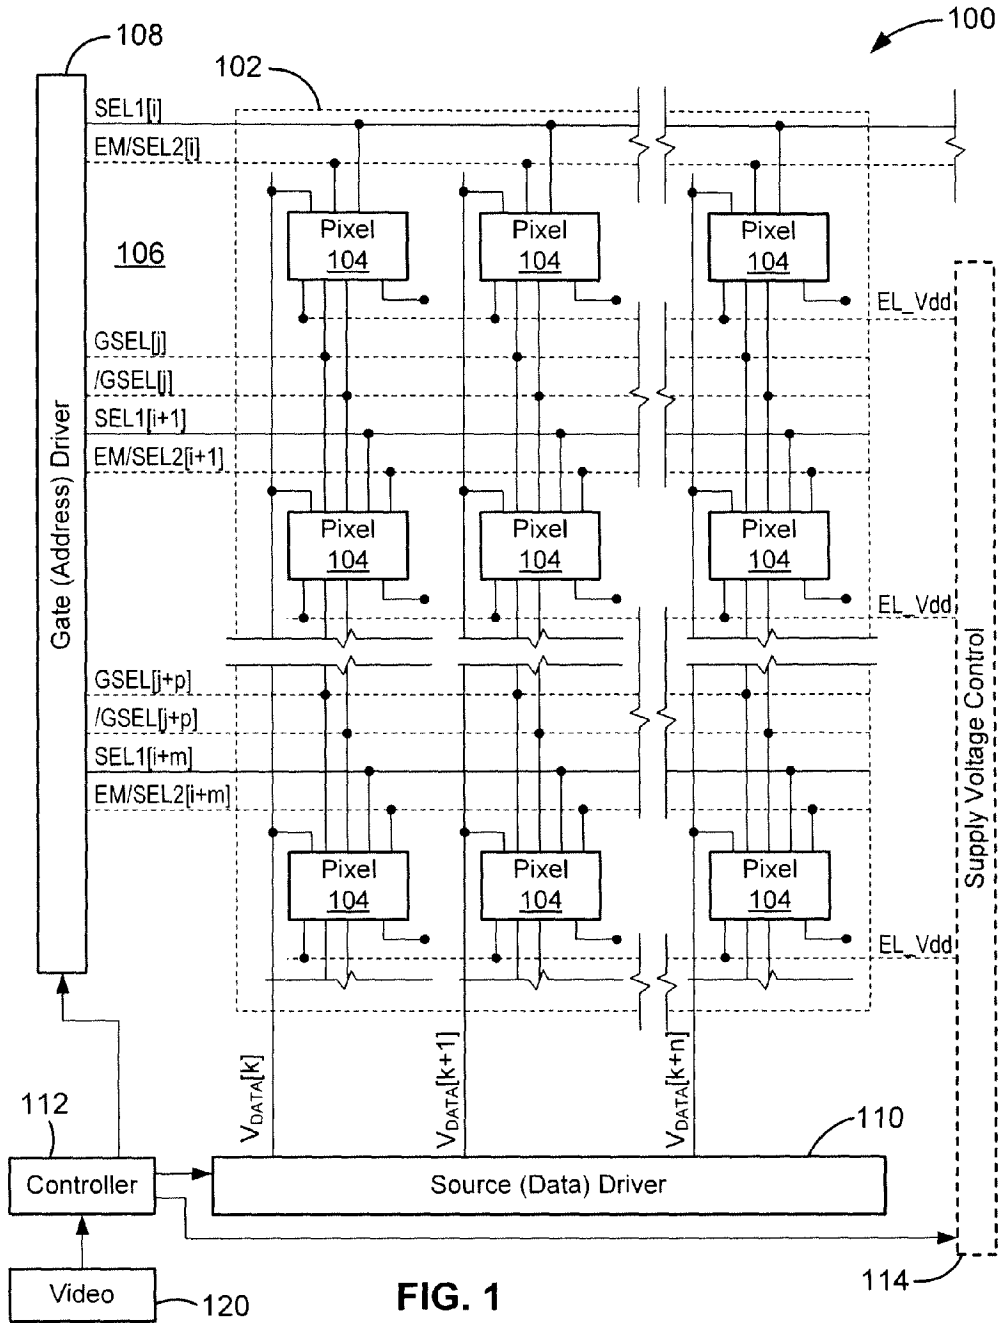 100
108
102
SEL1[i]
EM/SEL2[i]
Pixel
104
Pixel
104
Pixel
104
106
EL_Vdd
GSEL[j]
/GSEL[j]
SEL1[i+1]
EM/SEL2[i+1]
Pixel
104
Pixel
104
Pixel
104
EL_Vdd
Gate (Address) Driver
GSEL[j+p]
/GSEL[j+p]
SEL1[i+m]
EM/SEL2[i+m]
Pixel
104
Pixel
104
Pixel
104
EL_Vdd
Supply Voltage Control
VDATA[k]
VDATA[k+1]
VDATA[k+n]
112
110
Controller
Source (Data) Driver
114
Video
120
FIG. 1